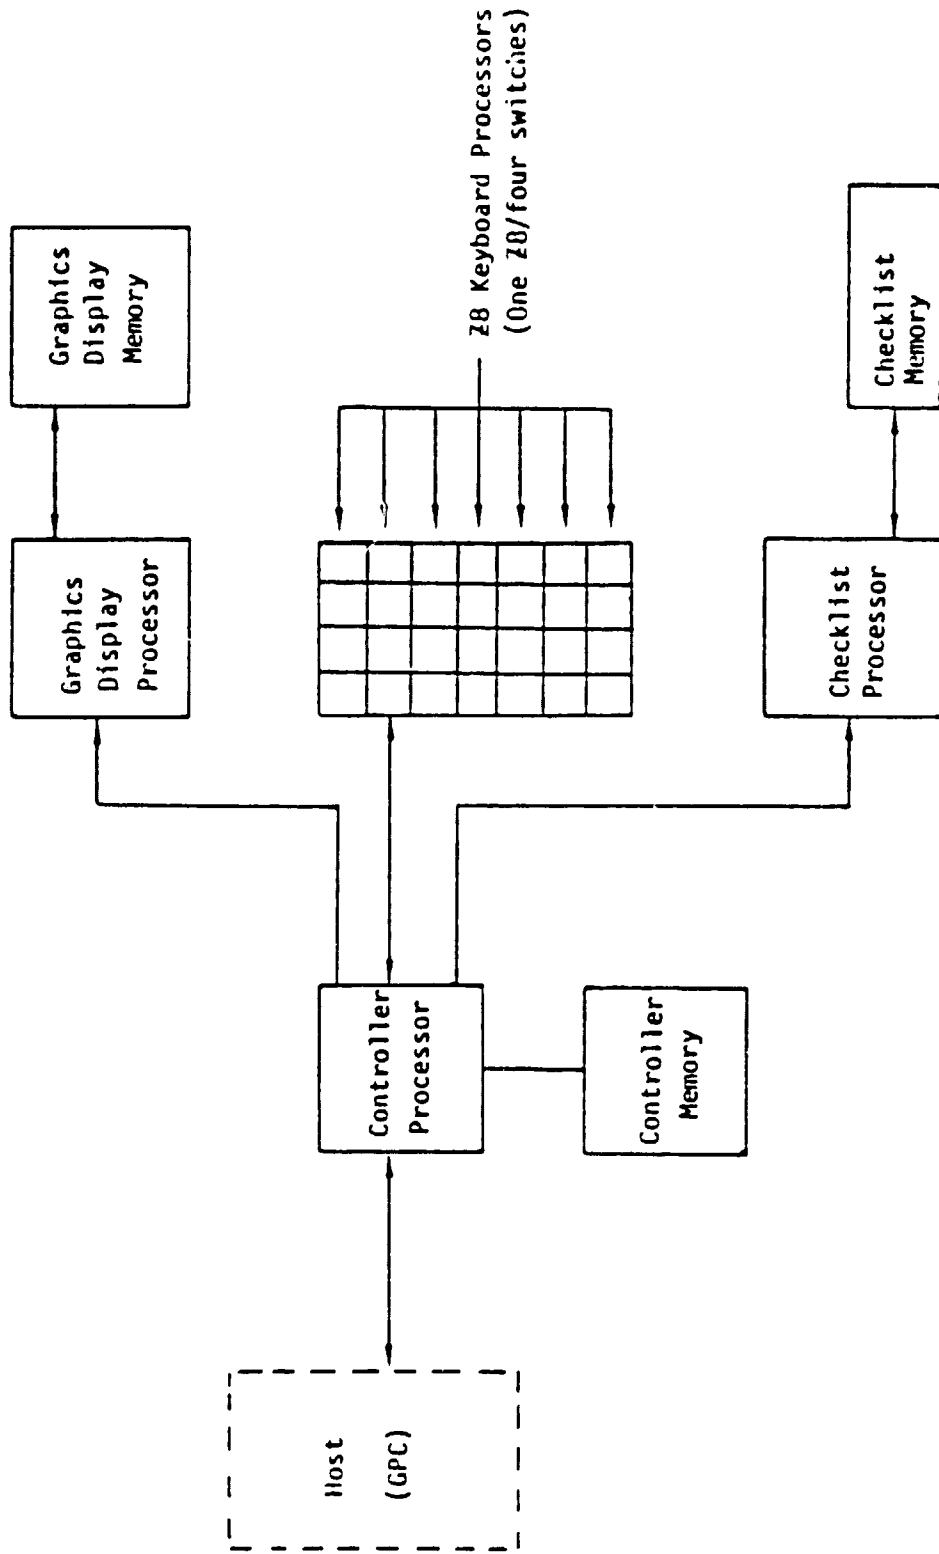 Host
(GPC)
Controller
Processor
Controller
Memory
Graphics
Display
Processor
Graphics
Display
Memory
Z8 Keyboard Processors
(One Z8/four switches)
Checklist
Processor
Checklist
Memory